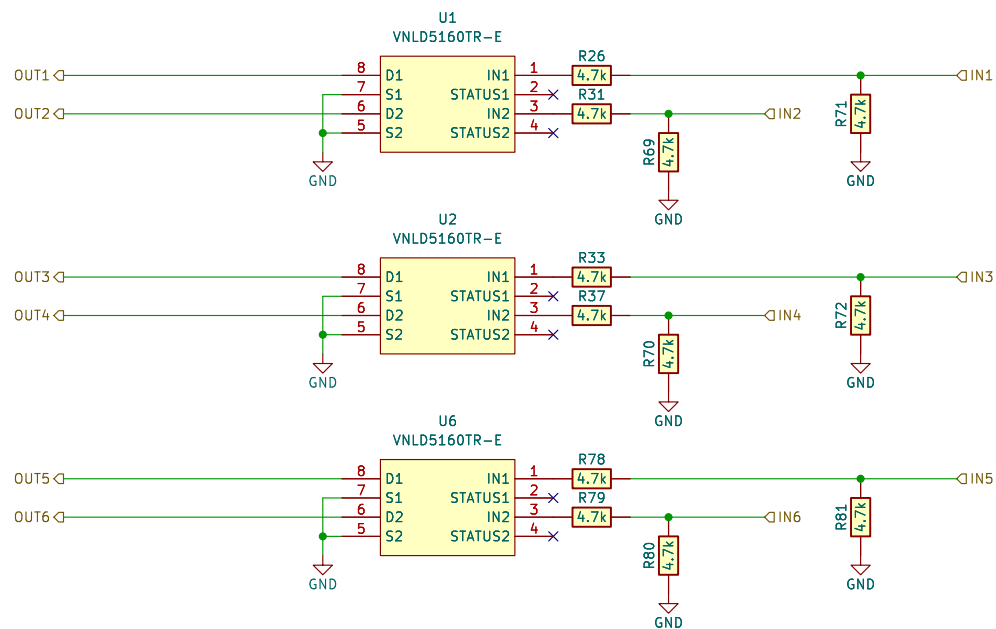 U1
VNLD5160TR-E
OUT1 8 D1 IN1 1 R26 4.7k IN1
7 S1 STATUS1 2 R31
OUT2 6 D2 IN2 3 4.7k IN2
5 S2 STATUS2 4
R69 4.7k
R71 4.7k
GND
GND
GND
U2
VNLD5160TR-E
OUT3 8 D1 IN1 1 R33 4.7k IN3
7 S1 STATUS1 2 R37
OUT4 6 D2 IN2 3 4.7k IN4
5 S2 STATUS2 4
R70 4.7k
R72 4.7k
GND
GND
GND
U6
VNLD5160TR-E
OUT5 8 D1 IN1 1 R78 4.7k IN5
7 S1 STATUS1 2 R79
OUT6 6 D2 IN2 3 4.7k IN6
5 S2 STATUS2 4
R80 4.7k
R81 4.7k
GND
GND
GND